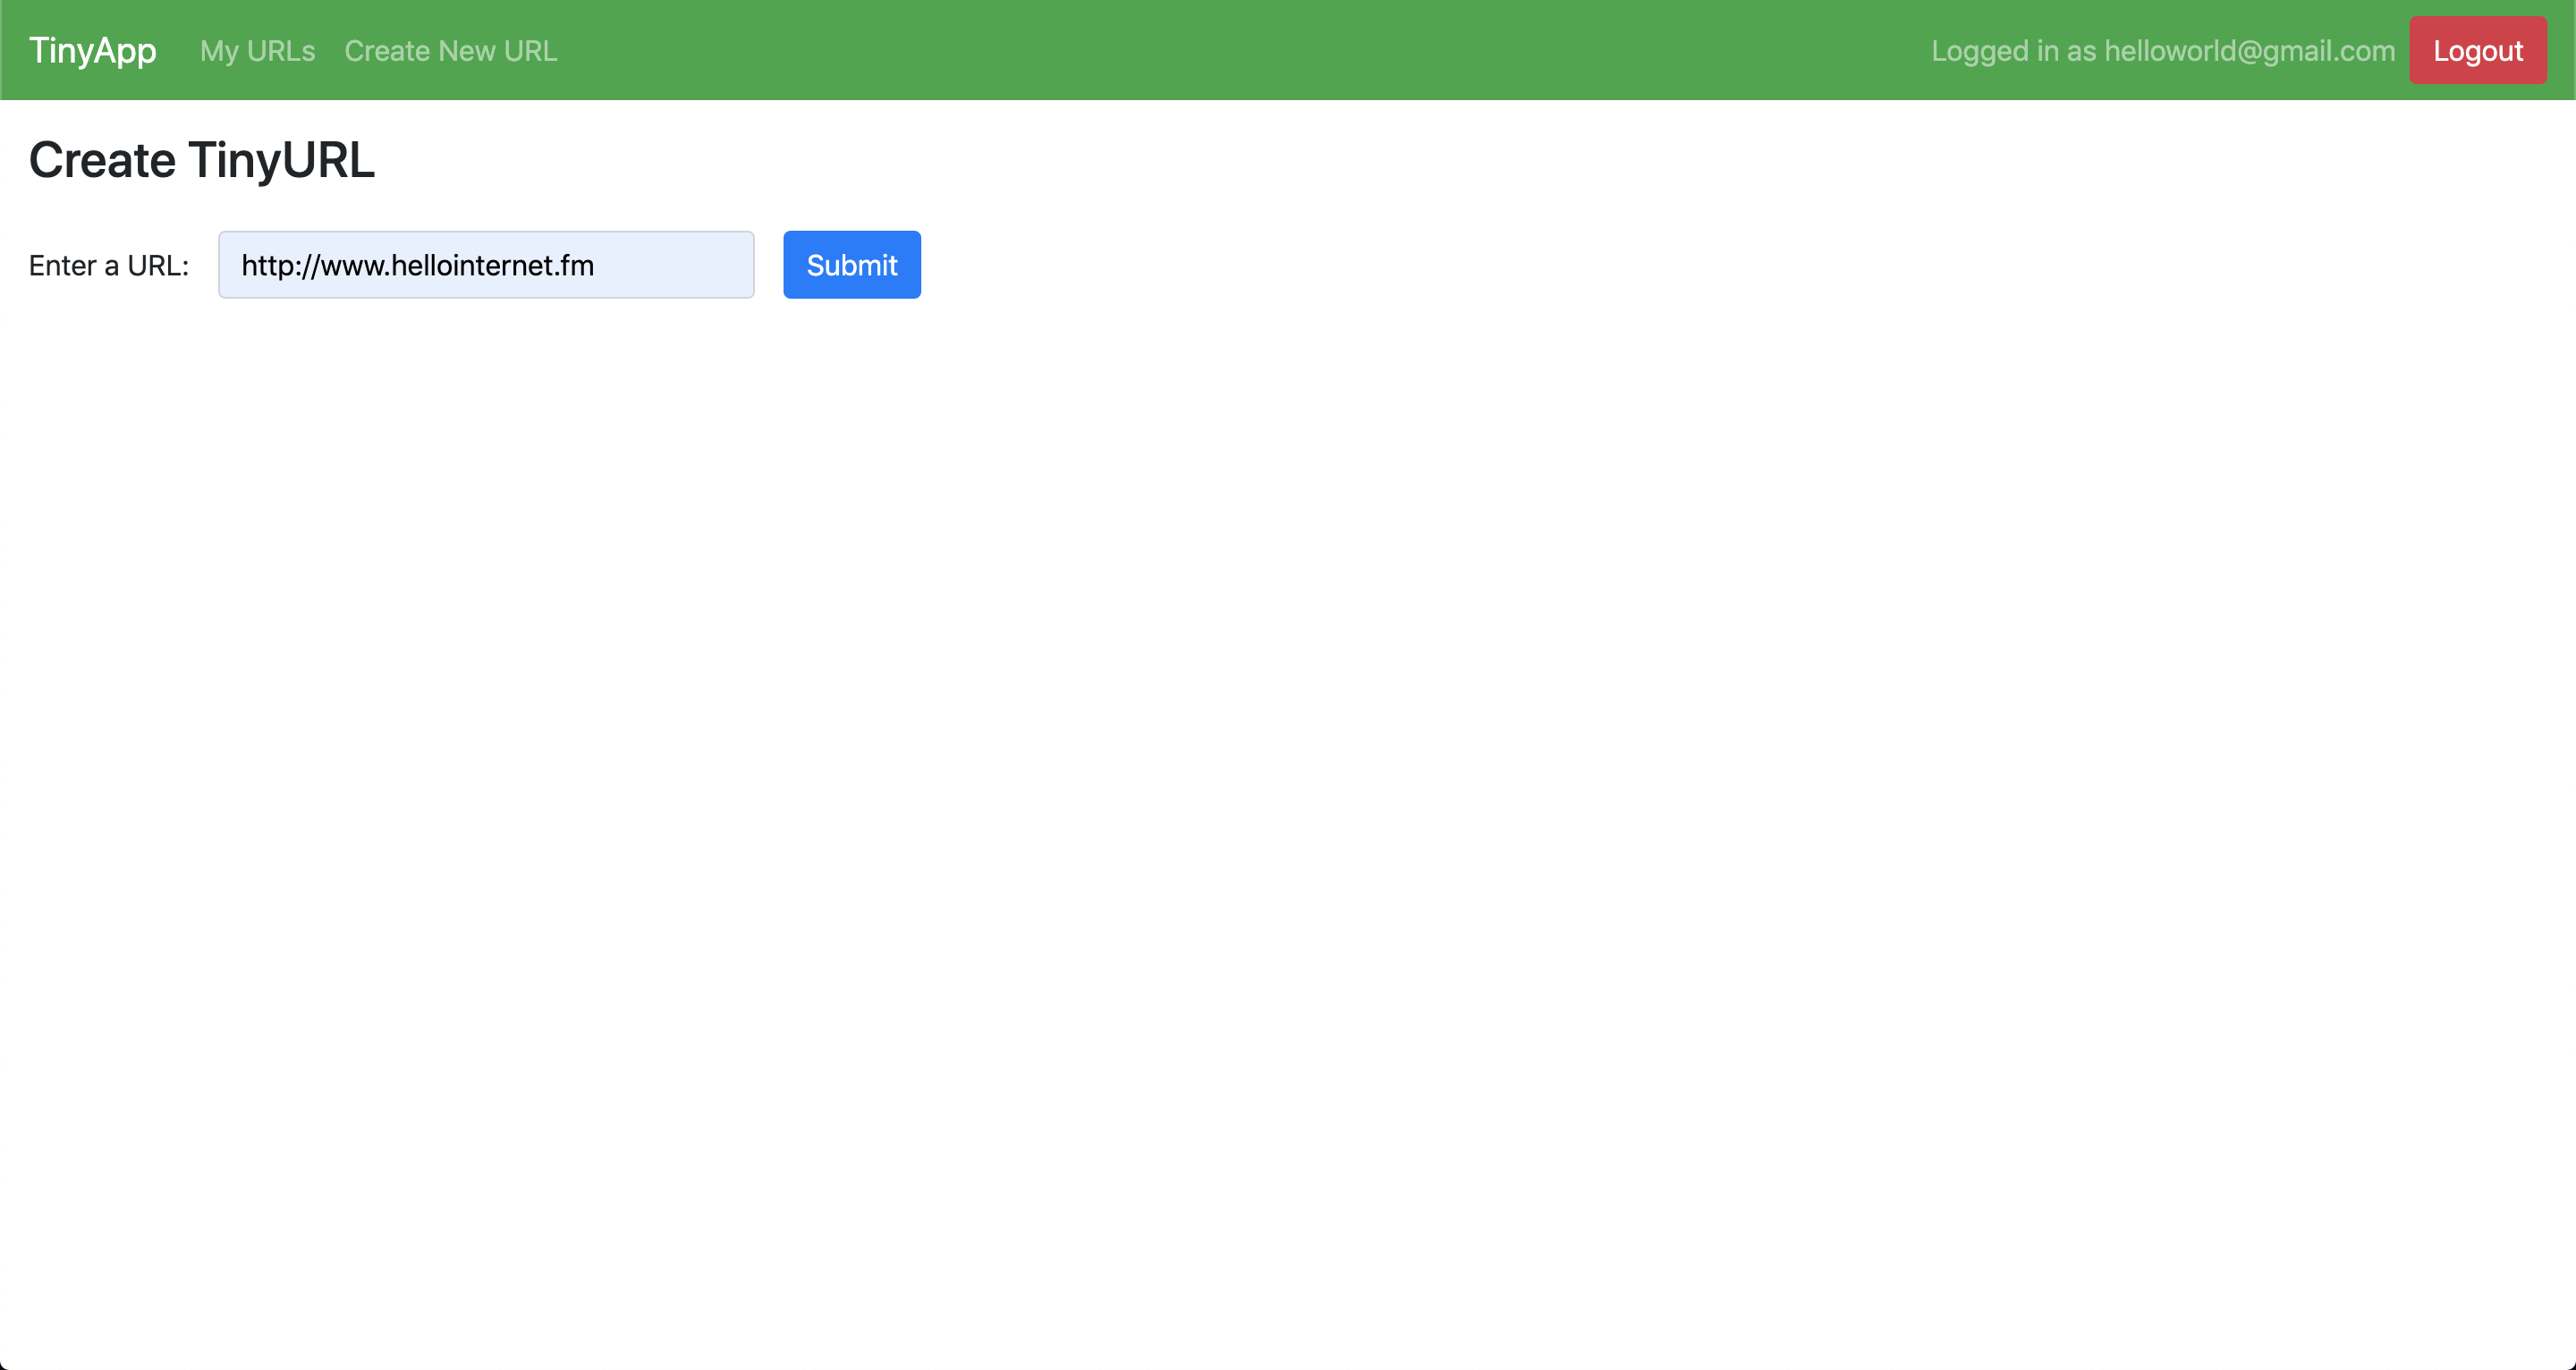 TinyApp My URLs Create New URL Logged in as helloworld@gmail.com Logout
Create TinyURL
Enter a URL: http://www.hellointernet.fm Submit